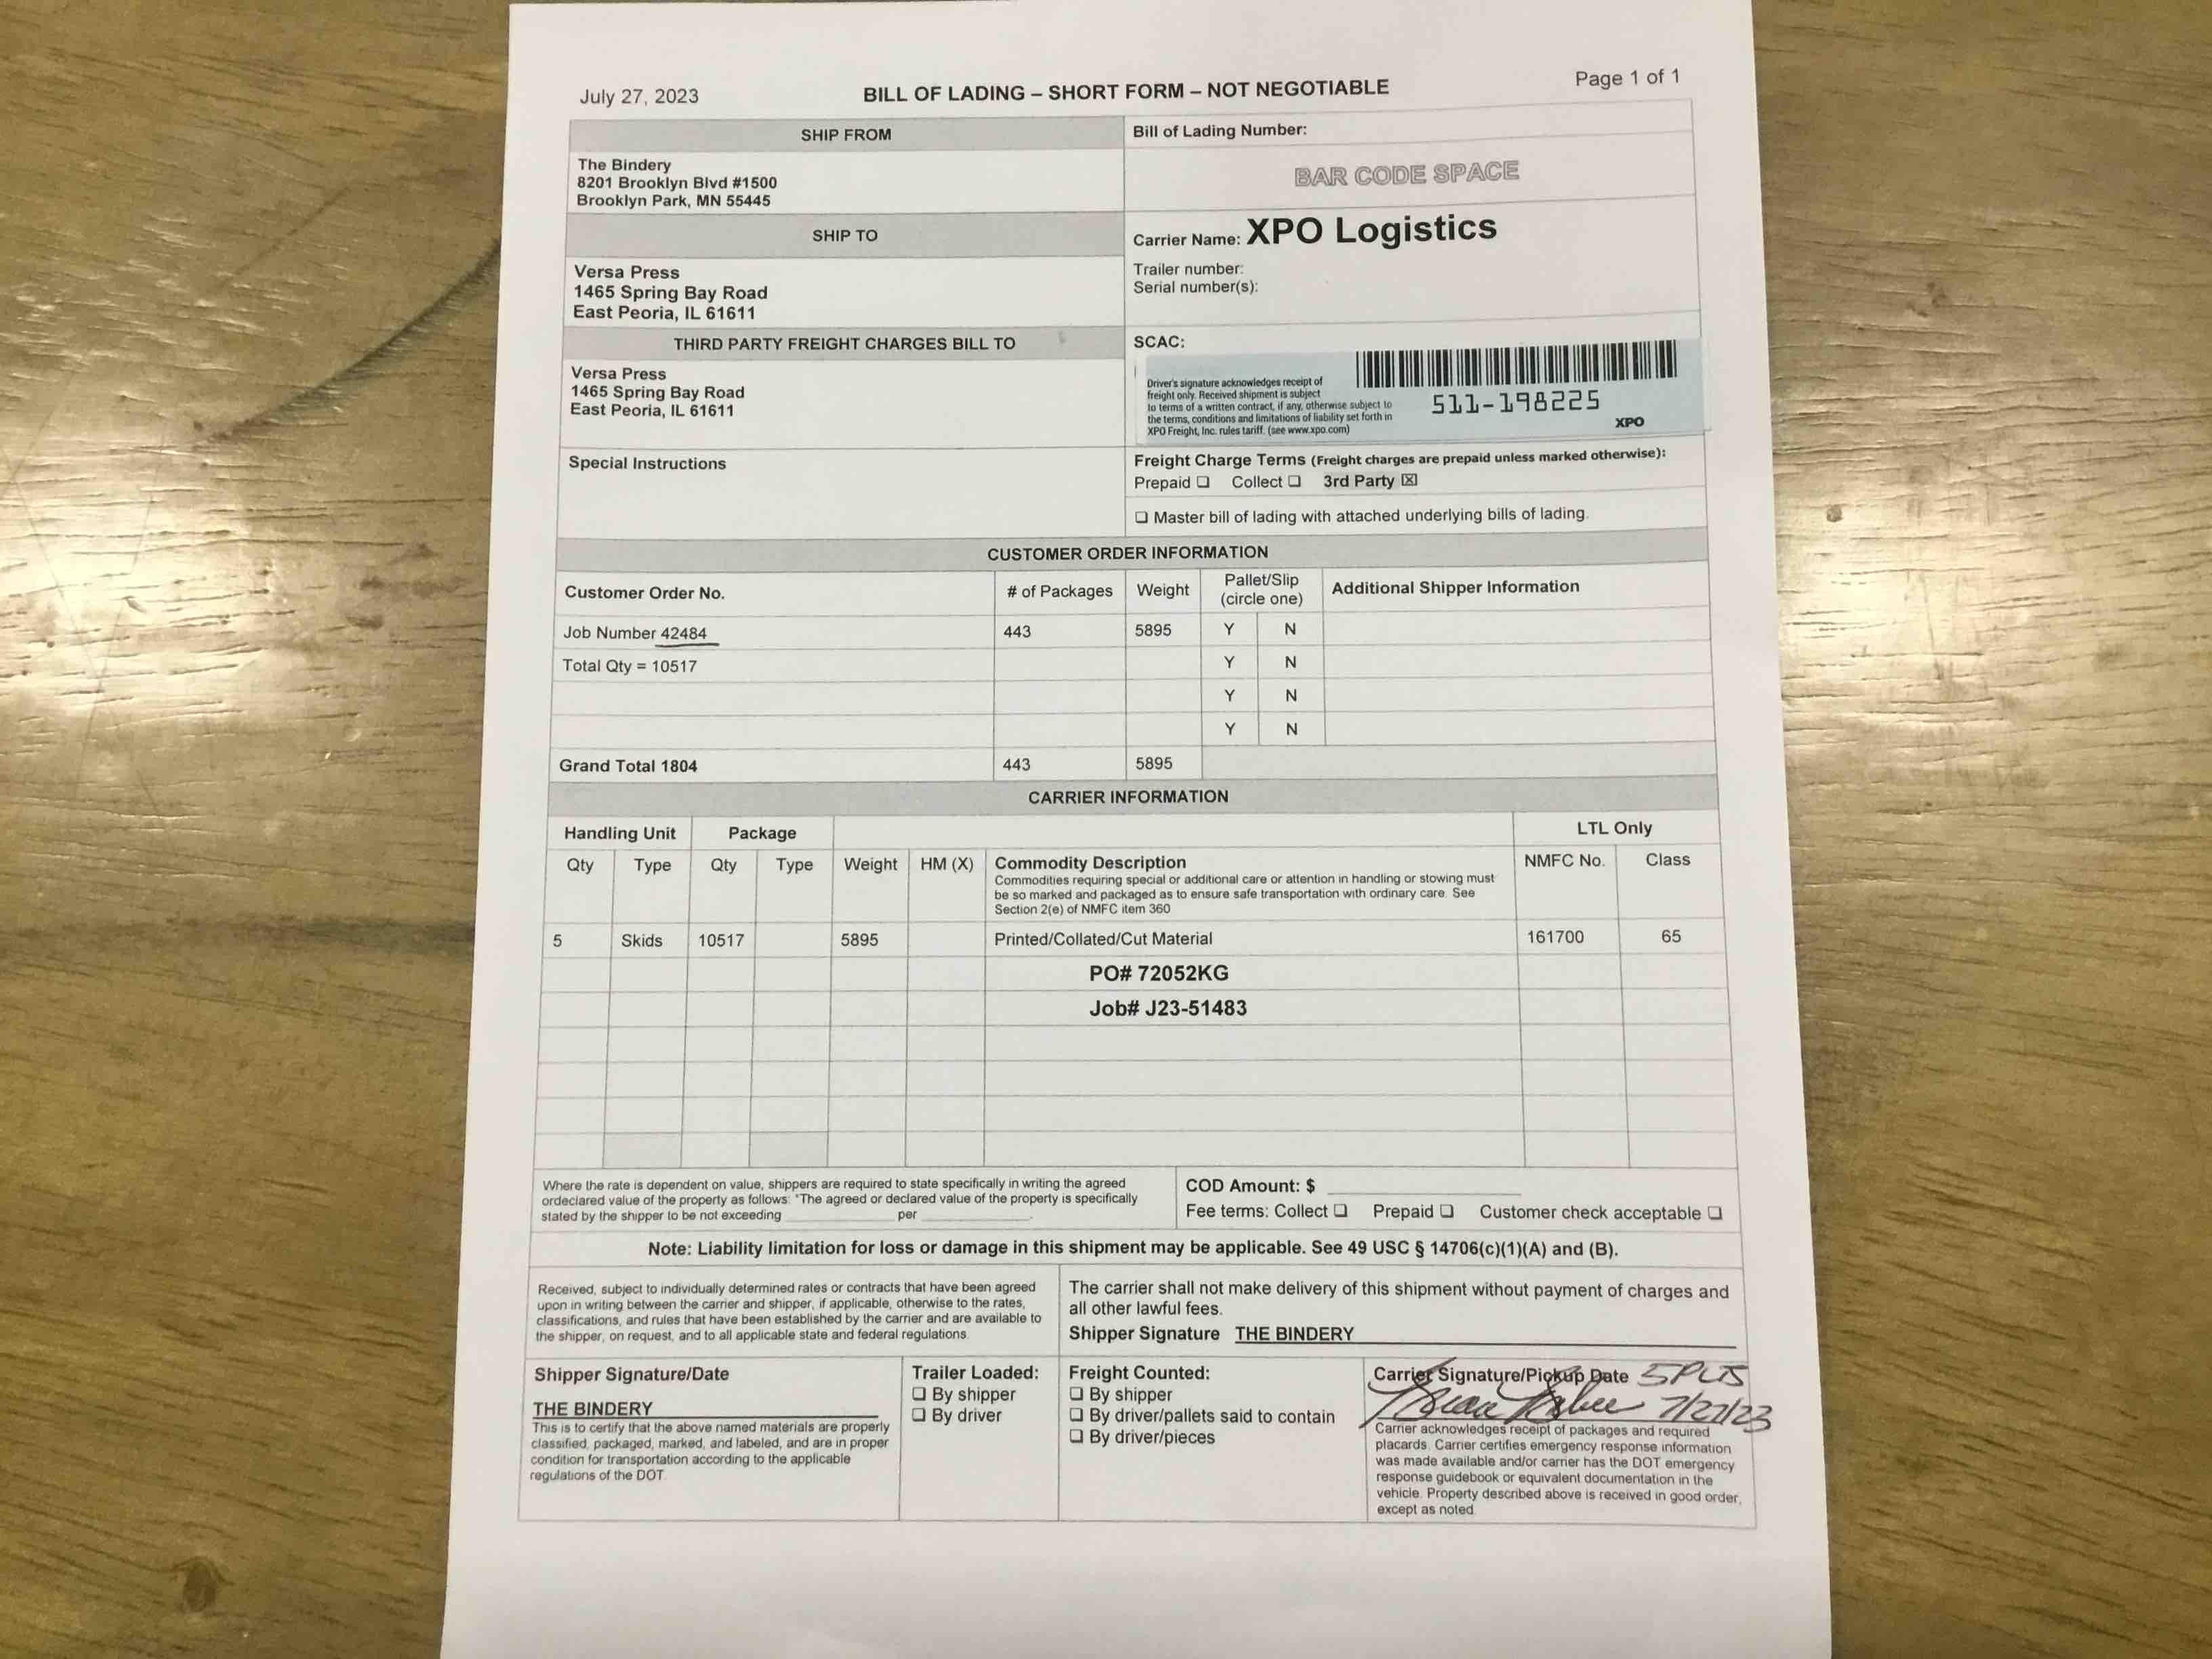 July 27, 2023
BILL OF LADING – SHORT FORM – NOT NEGOTIABLE
Page 1 of 1
SHIP FROM
The Bindery
8201 Brooklyn Blvd #1500
Brooklyn Park, MN 55445
Bill of Lading Number:
BAR CODE SPACE
SHIP TO
Versa Press
1465 Spring Bay Road
East Peoria, IL 61611
Carrier Name: XPO Logistics
Trailer number:
Serial number(s):
THIRD PARTY FREIGHT CHARGES BILL TO
Versa Press
1465 Spring Bay Road
East Peoria, IL 61611
SCAC:
Driver's signature acknowledges receipt of
freight only. Received shipment is subject
to terms of a written contract, if any, otherwise subject to
the terms, conditions and limitations of liability set forth in
XPO Freight, Inc. rules tariff. (see www.xpo.com)
511-198225
XPO
Special Instructions
Freight Charge Terms (Freight charges are prepaid unless marked otherwise):
Prepaid ❑ Collect ❑ 3rd Party ☒
❑ Master bill of lading with attached underlying bills of lading.
CUSTOMER ORDER INFORMATION
Customer Order No. # of Packages Weight Pallet/Slip (circle one) Additional Shipper Information
Job Number 42484 443 5895 Y N
Total Qty = 10517 Y N
Y N
Y N
Grand Total 1804 443 5895
CARRIER INFORMATION
Handling Unit Package LTL Only
Qty Type Qty Type Weight HM (X) Commodity Description NMFC No. Class
Commodities requiring special or additional care or attention in handling or stowing must
be so marked and packaged as to ensure safe transportation with ordinary care. See
Section 2(e) of NMFC item 360
5 Skids 10517 5895 Printed/Collated/Cut Material 161700 65
PO# 72052KG
Job# J23-51483
Where the rate is dependent on value, shippers are required to state specifically in writing the agreed
ordeclared value of the property as follows: "The agreed or declared value of the property is specifically
stated by the shipper to be not exceeding ____________ per ____________.
COD Amount: $ ____________
Fee terms: Collect ❑ Prepaid ❑ Customer check acceptable ❑
Note: Liability limitation for loss or damage in this shipment may be applicable. See 49 USC § 14706(c)(1)(A) and (B).
Received, subject to individually determined rates or contracts that have been agreed
upon in writing between the carrier and shipper, if applicable, otherwise to the rates,
classifications, and rules that have been established by the carrier and are available to
the shipper, on request, and to all applicable state and federal regulations.
The carrier shall not make delivery of this shipment without payment of charges and
all other lawful fees.
Shipper Signature THE BINDERY
Shipper Signature/Date
THE BINDERY
This is to certify that the above named materials are properly
classified, packaged, marked, and labeled, and are in proper
condition for transportation according to the applicable
regulations of the DOT.
Trailer Loaded:
❑ By shipper
❑ By driver
Freight Counted:
❑ By shipper
❑ By driver/pallets said to contain
❑ By driver/pieces
Carrier Signature/Pickup Date 5PLTS
7/27/23
Carrier acknowledges receipt of packages and required
placards. Carrier certifies emergency response information
was made available and/or carrier has the DOT emergency
response guidebook or equivalent documentation in the
vehicle. Property described above is received in good order,
except as noted.